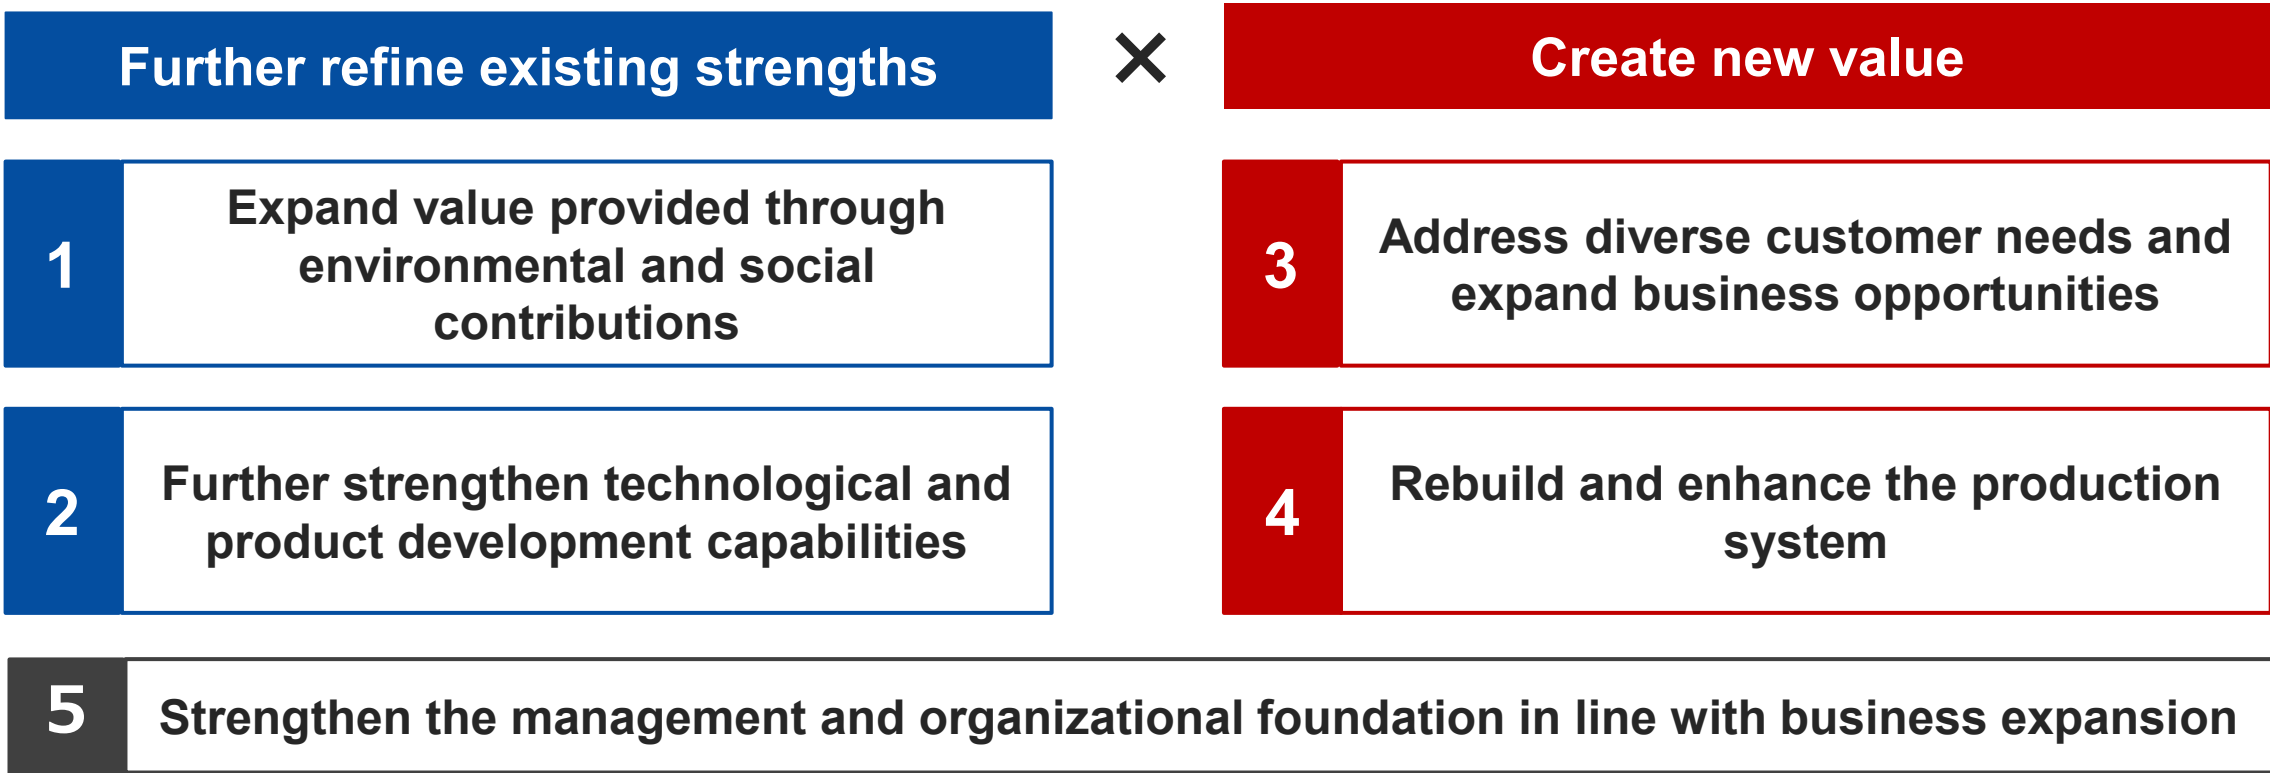 Further refine existing strengths
×
Create new value
1
Expand value provided through
environmental and social
contributions
2
Further strengthen technological and
product development capabilities
3
Address diverse customer needs and
expand business opportunities
4
Rebuild and enhance the production
system
5
Strengthen the management and organizational foundation in line with business expansion